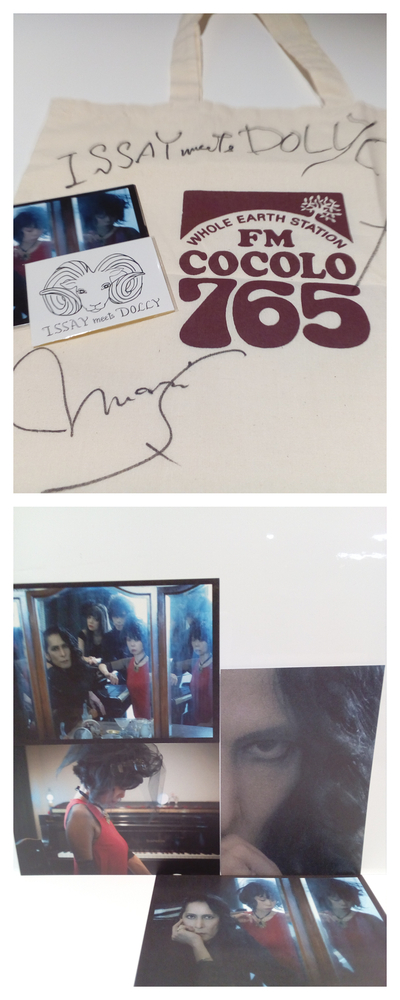 ISSAY meets DOLLY
WHOLE EARTH STATION
FM
COCOLO
765
ISSAY meets DOLLY